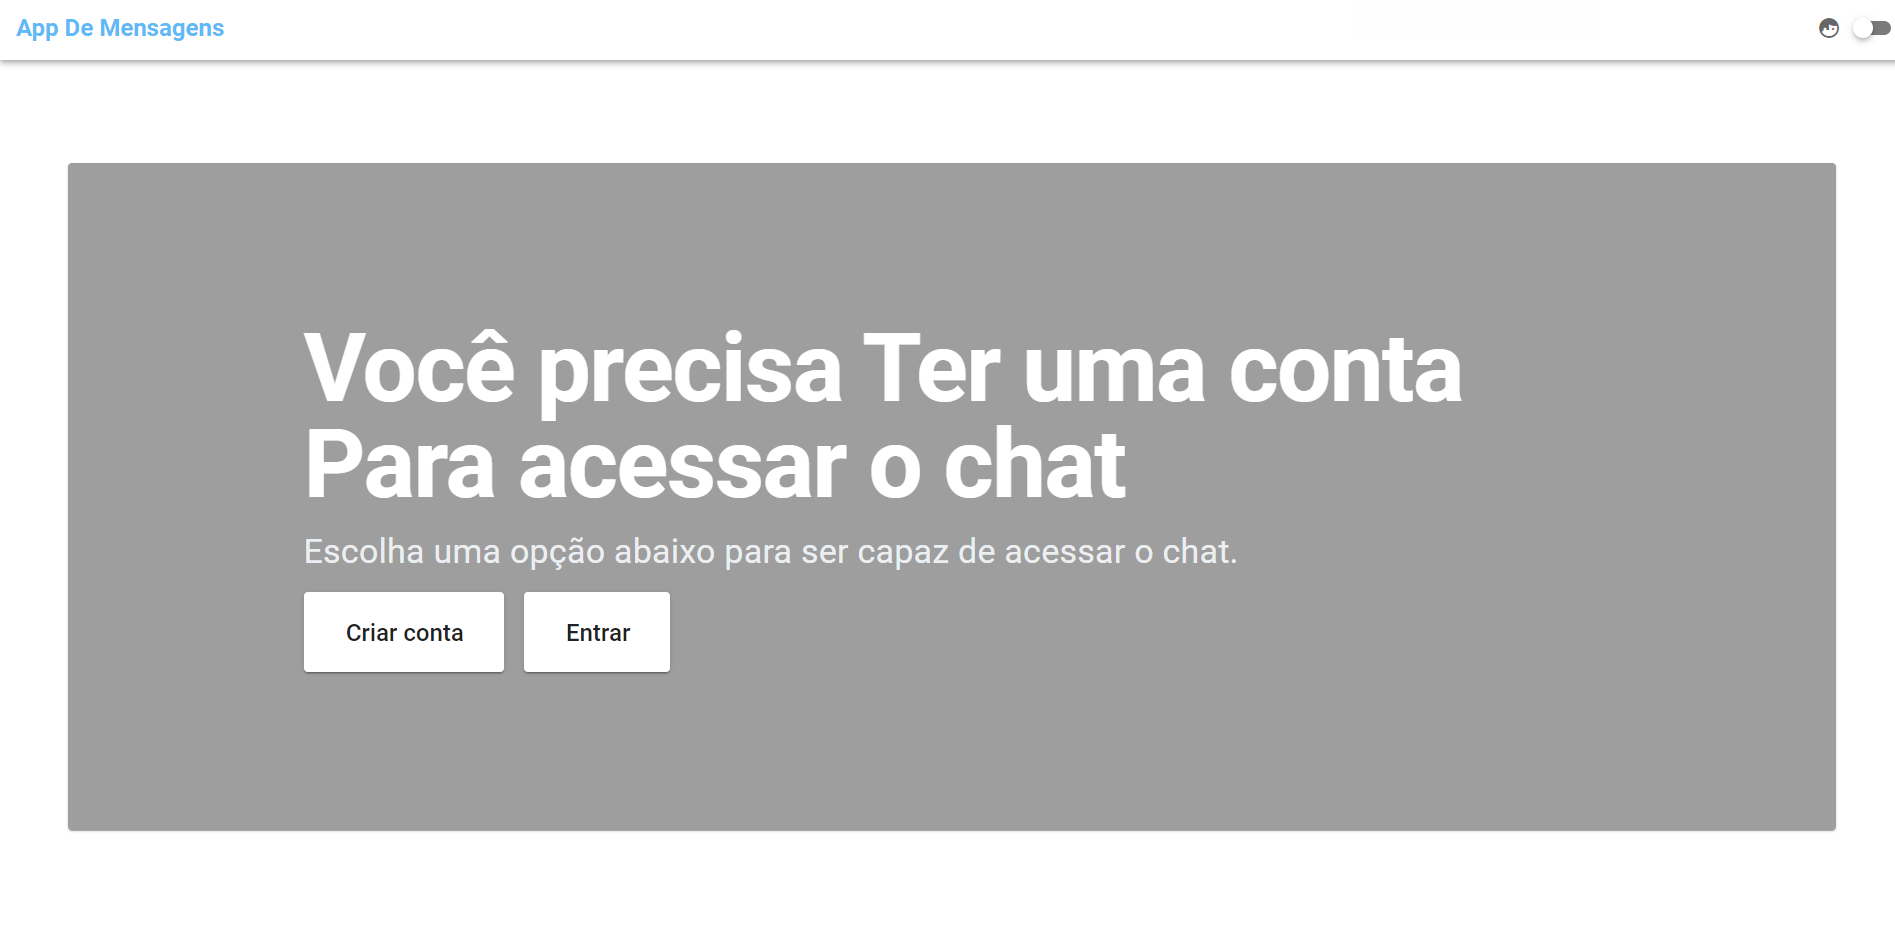 App De Mensagens
Você precisa Ter uma conta
Para acessar o chat
Escolha uma opção abaixo para ser capaz de acessar o chat.
Criar conta
Entrar